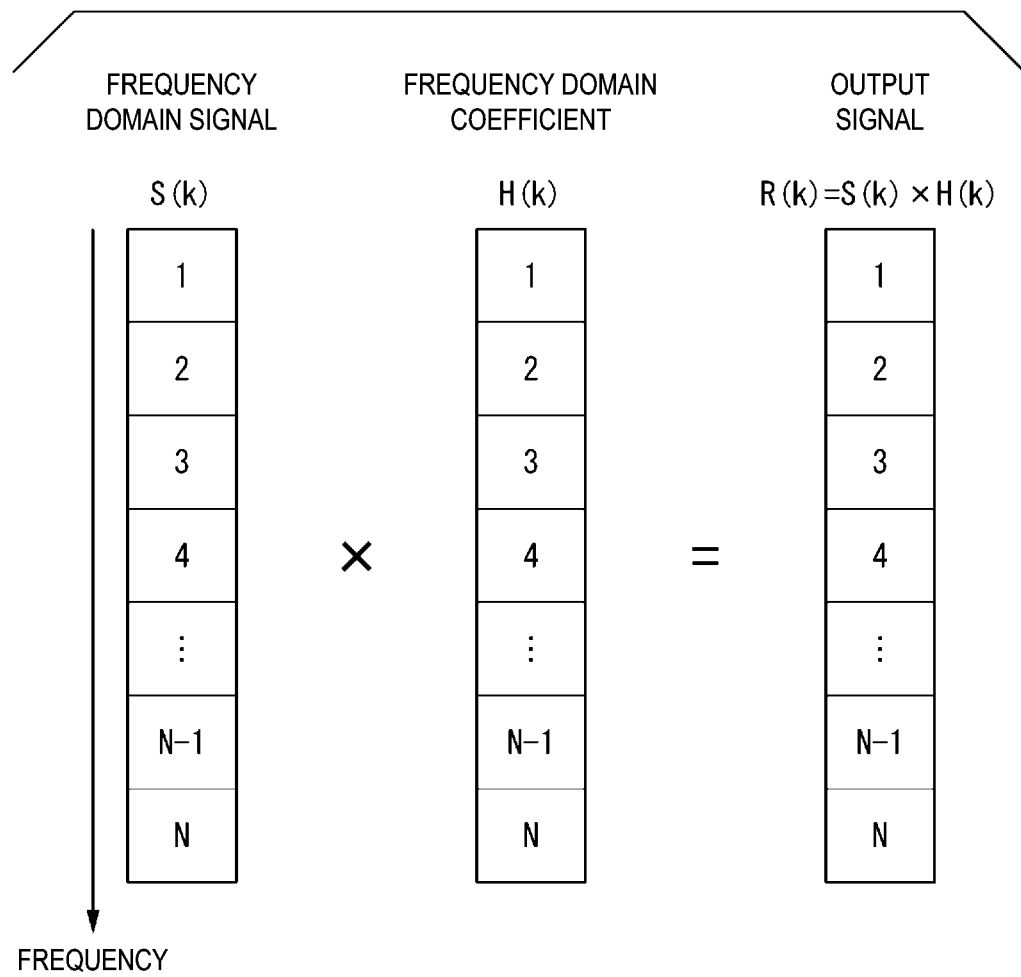 FREQUENCY
DOMAIN SIGNAL
FREQUENCY DOMAIN
COEFFICIENT
OUTPUT
SIGNAL
S(k)
H(k)
R(k)=S(k)×H(k)
1
1
1
2
2
2
3
3
3
4
×
4
=
4
⋮
⋮
⋮
N-1
N-1
N-1
N
N
N
FREQUENCY